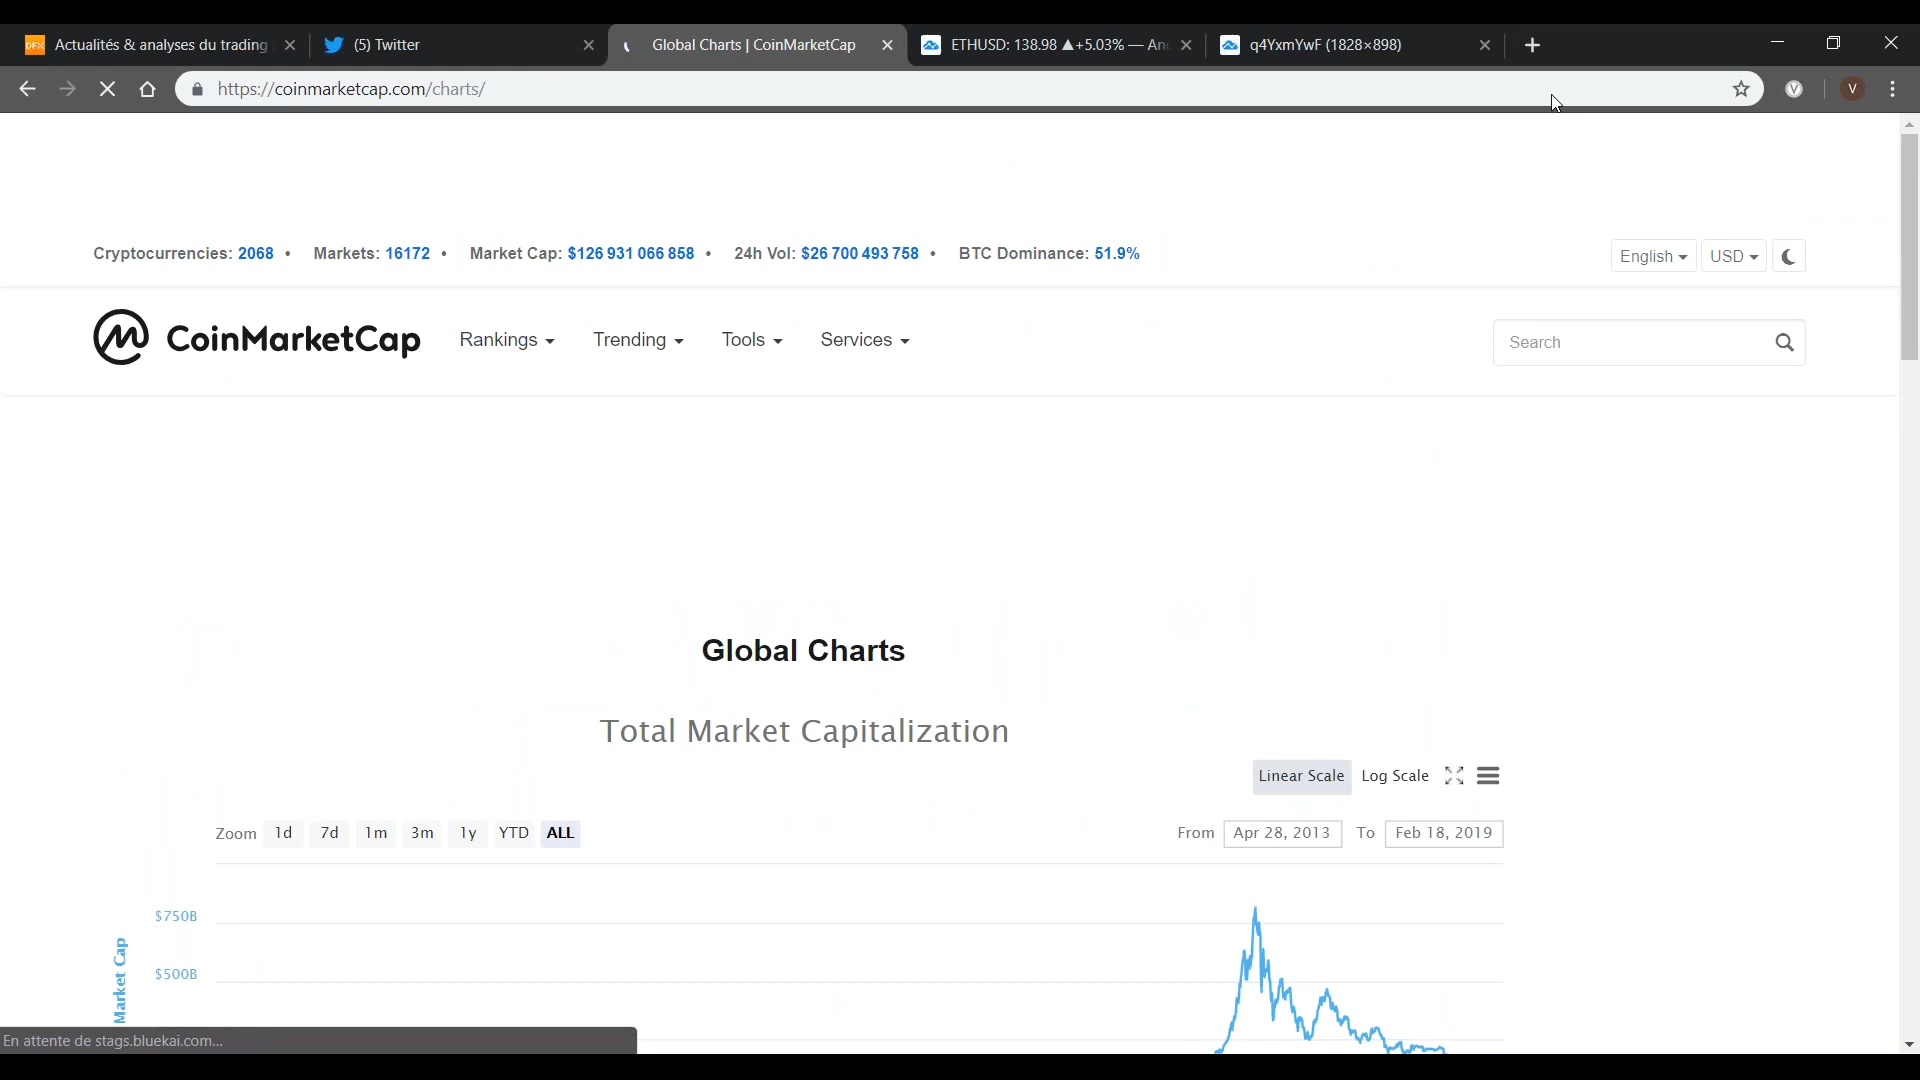 DFX Actualités & analyses du trading
(5) Twitter
Global Charts | CoinMarketCap
ETHUSD: 138.98 ▲+5.03% — An
q4YxmYwF (1828×898)
https://coinmarketcap.com/charts/
V
V
Cryptocurrencies: 2068 • Markets: 16172 • Market Cap: $126 931 066 858 • 24h Vol: $26 700 493 758 • BTC Dominance: 51.9%
English
USD
CoinMarketCap
Rankings
Trending
Tools
Services
Search
Global Charts
Total Market Capitalization
Linear Scale
Log Scale
Zoom 1d 7d 1m 3m 1y YTD ALL
From Apr 28, 2013 To Feb 18, 2019
$750B
$500B
Market Cap
En attente de stags.bluekai.com...